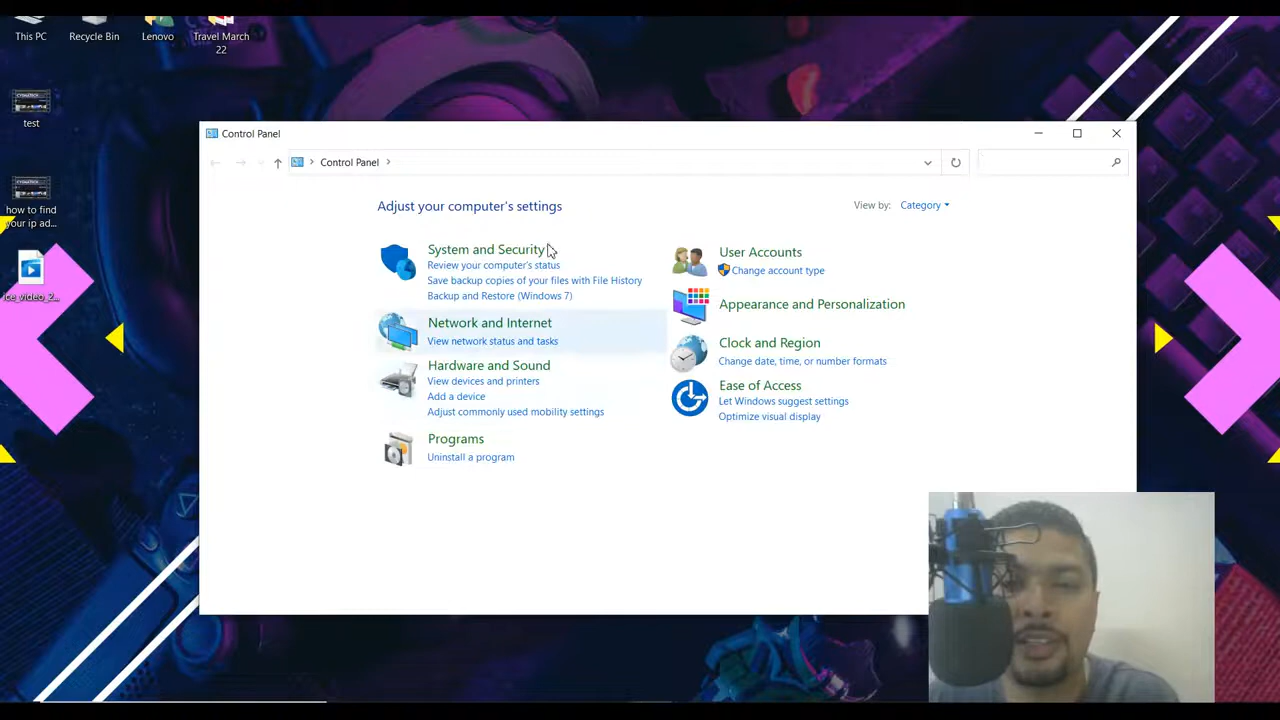 This PC
Recycle Bin
Lenovo
Travel March
22
test
how to find
your ip ad...
Control Panel
Control Panel
Adjust your computer's settings
View by:
Category
System and Security
Review your computer's status
Save backup copies of your files with File History
Backup and Restore (Windows 7)
Network and Internet
View network status and tasks
Hardware and Sound
View devices and printers
Add a device
Adjust commonly used mobility settings
Programs
Uninstall a program
User Accounts
Change account type
Appearance and Personalization
Clock and Region
Change date, time, or number formats
Ease of Access
Let Windows suggest settings
Optimize visual display